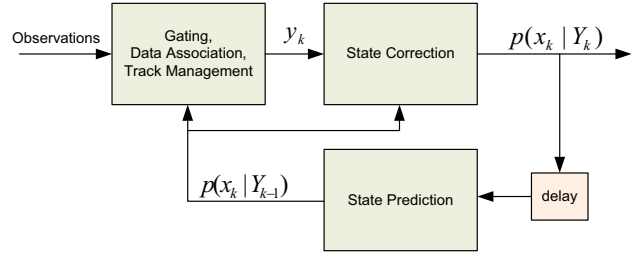 Observations
Gating,
Data Association,
Track Management
y_k
State Correction
p(x_k | Y_k)
p(x_k | Y_{k-1})
State Prediction
delay